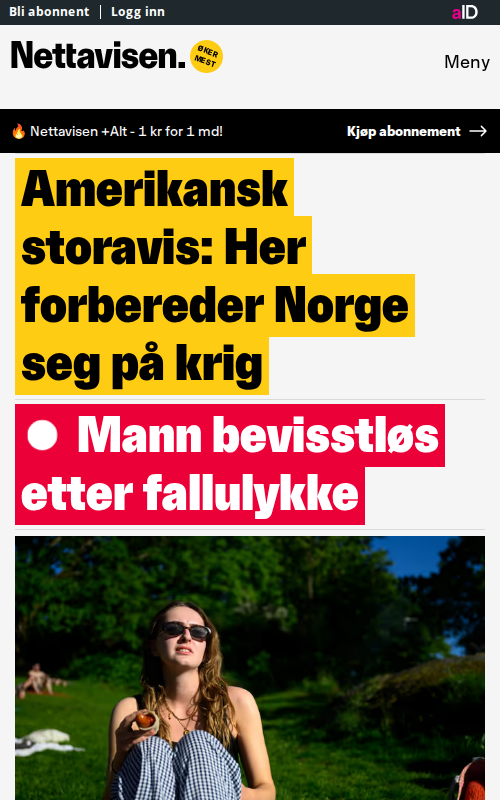 Bli abonnent
Logg inn
aID
Nettavisen.
ØKER
MEST
Meny
🔥 Nettavisen +Alt - 1 kr for 1 md!
Kjøp abonnement →
Amerikansk
storavis: Her
forbereder Norge
seg på krig
Mann bevisstløs
etter fallulykke